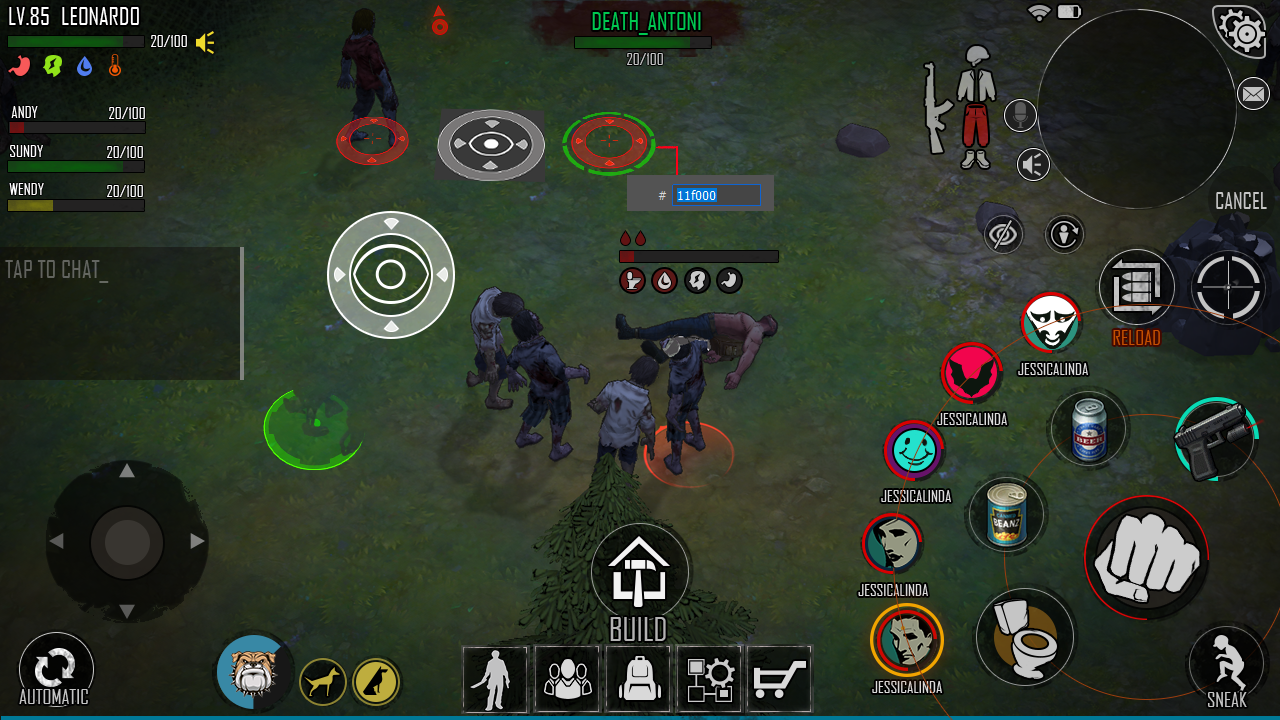 LV.85 LEONARDO
20/100
DEATH_ANTONI
20/100
ANDY 20/100
SUNDY 20/100
WENDY 20/100
# 11f000
CANCEL
TAP TO CHAT_
RELOAD
JESSICALINDA
JESSICALINDA
BEER
JESSICALINDA
BEANZ
JESSICALINDA
BUILD
JESSICALINDA
AUTOMATIC
SNEAK